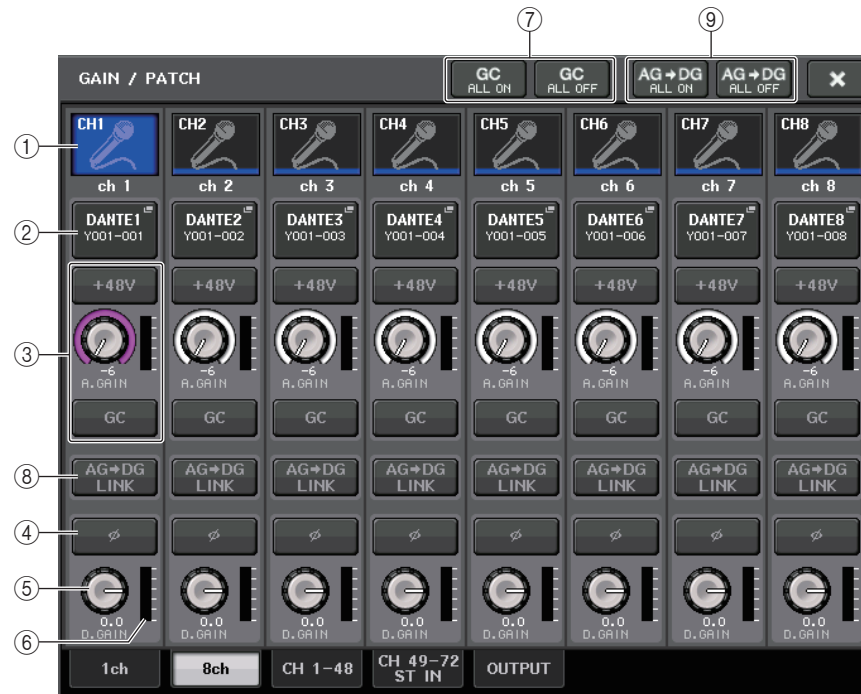 ⑦ ⑨
GAIN / PATCH
GC ALL ON
GC ALL OFF
AG➔DG ALL ON
AG➔DG ALL OFF
×
① CH1 CH2 CH3 CH4 CH5 CH6 CH7 CH8
ch 1 ch 2 ch 3 ch 4 ch 5 ch 6 ch 7 ch 8
② DANTE1 DANTE2 DANTE3 DANTE4 DANTE5 DANTE6 DANTE7 DANTE8
Y001-001 Y001-002 Y001-003 Y001-004 Y001-005 Y001-006 Y001-007 Y001-008
+48V +48V +48V +48V +48V +48V +48V +48V
③
-6 -6 -6 -6 -6 -6 -6 -6
A.GAIN A.GAIN A.GAIN A.GAIN A.GAIN A.GAIN A.GAIN A.GAIN
GC GC GC GC GC GC GC GC
⑧ AG➔DG AG➔DG AG➔DG AG➔DG AG➔DG AG➔DG AG➔DG AG➔DG
LINK LINK LINK LINK LINK LINK LINK LINK
④ ø ø ø ø ø ø ø ø
⑤
0.0 0.0 0.0 0.0 0.0 0.0 0.0 0.0
⑥ D.GAIN D.GAIN D.GAIN D.GAIN D.GAIN D.GAIN D.GAIN D.GAIN
1ch 8ch CH 1-48 CH 49-72 ST IN OUTPUT